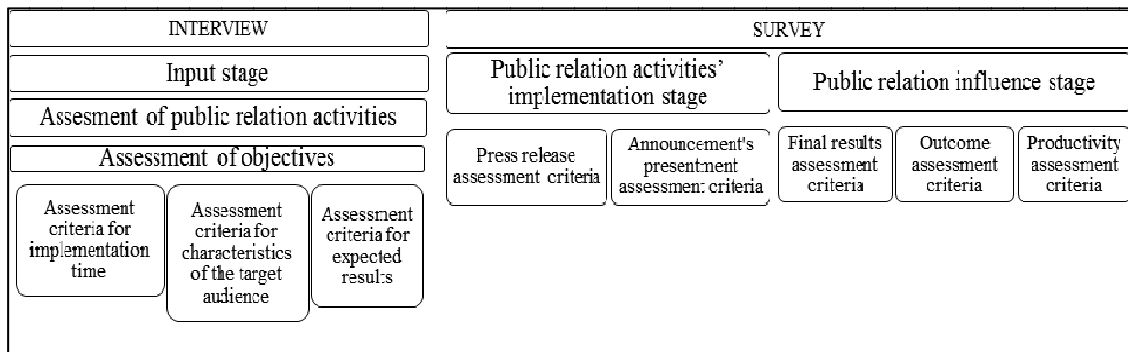 INTERVIEW
Input stage
Assesment of public relation activities
Assessment of objectives
Assessment
criteria for
implementation
time
Assessment
criteria for
characteristics
of the target
audience
Assessment
criteria for
expected
results
SURVEY
Public relation activities’
implementation stage
Public relation influence stage
Press release
assessment criteria
Announcement's
presentment
assessment criteria
Final results
assessment
criteria
Outcome
assessment
criteria
Productivity
assessment
criteria